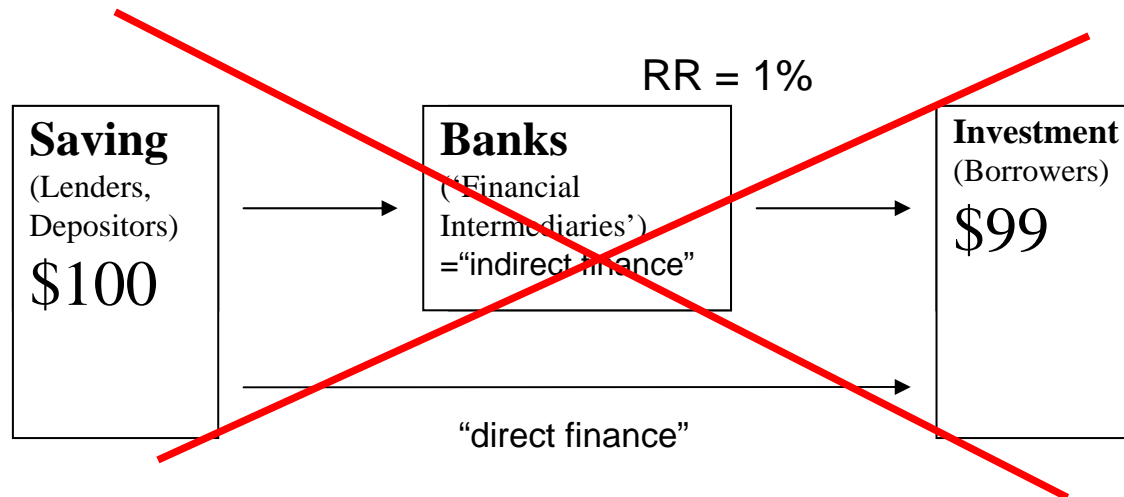 RR = 1%
Saving
(Lenders,
Depositors)
$100
Banks
(‘Financial
Intermediaries’)
=“indirect finance”
Investment
(Borrowers)
$99
“direct finance”